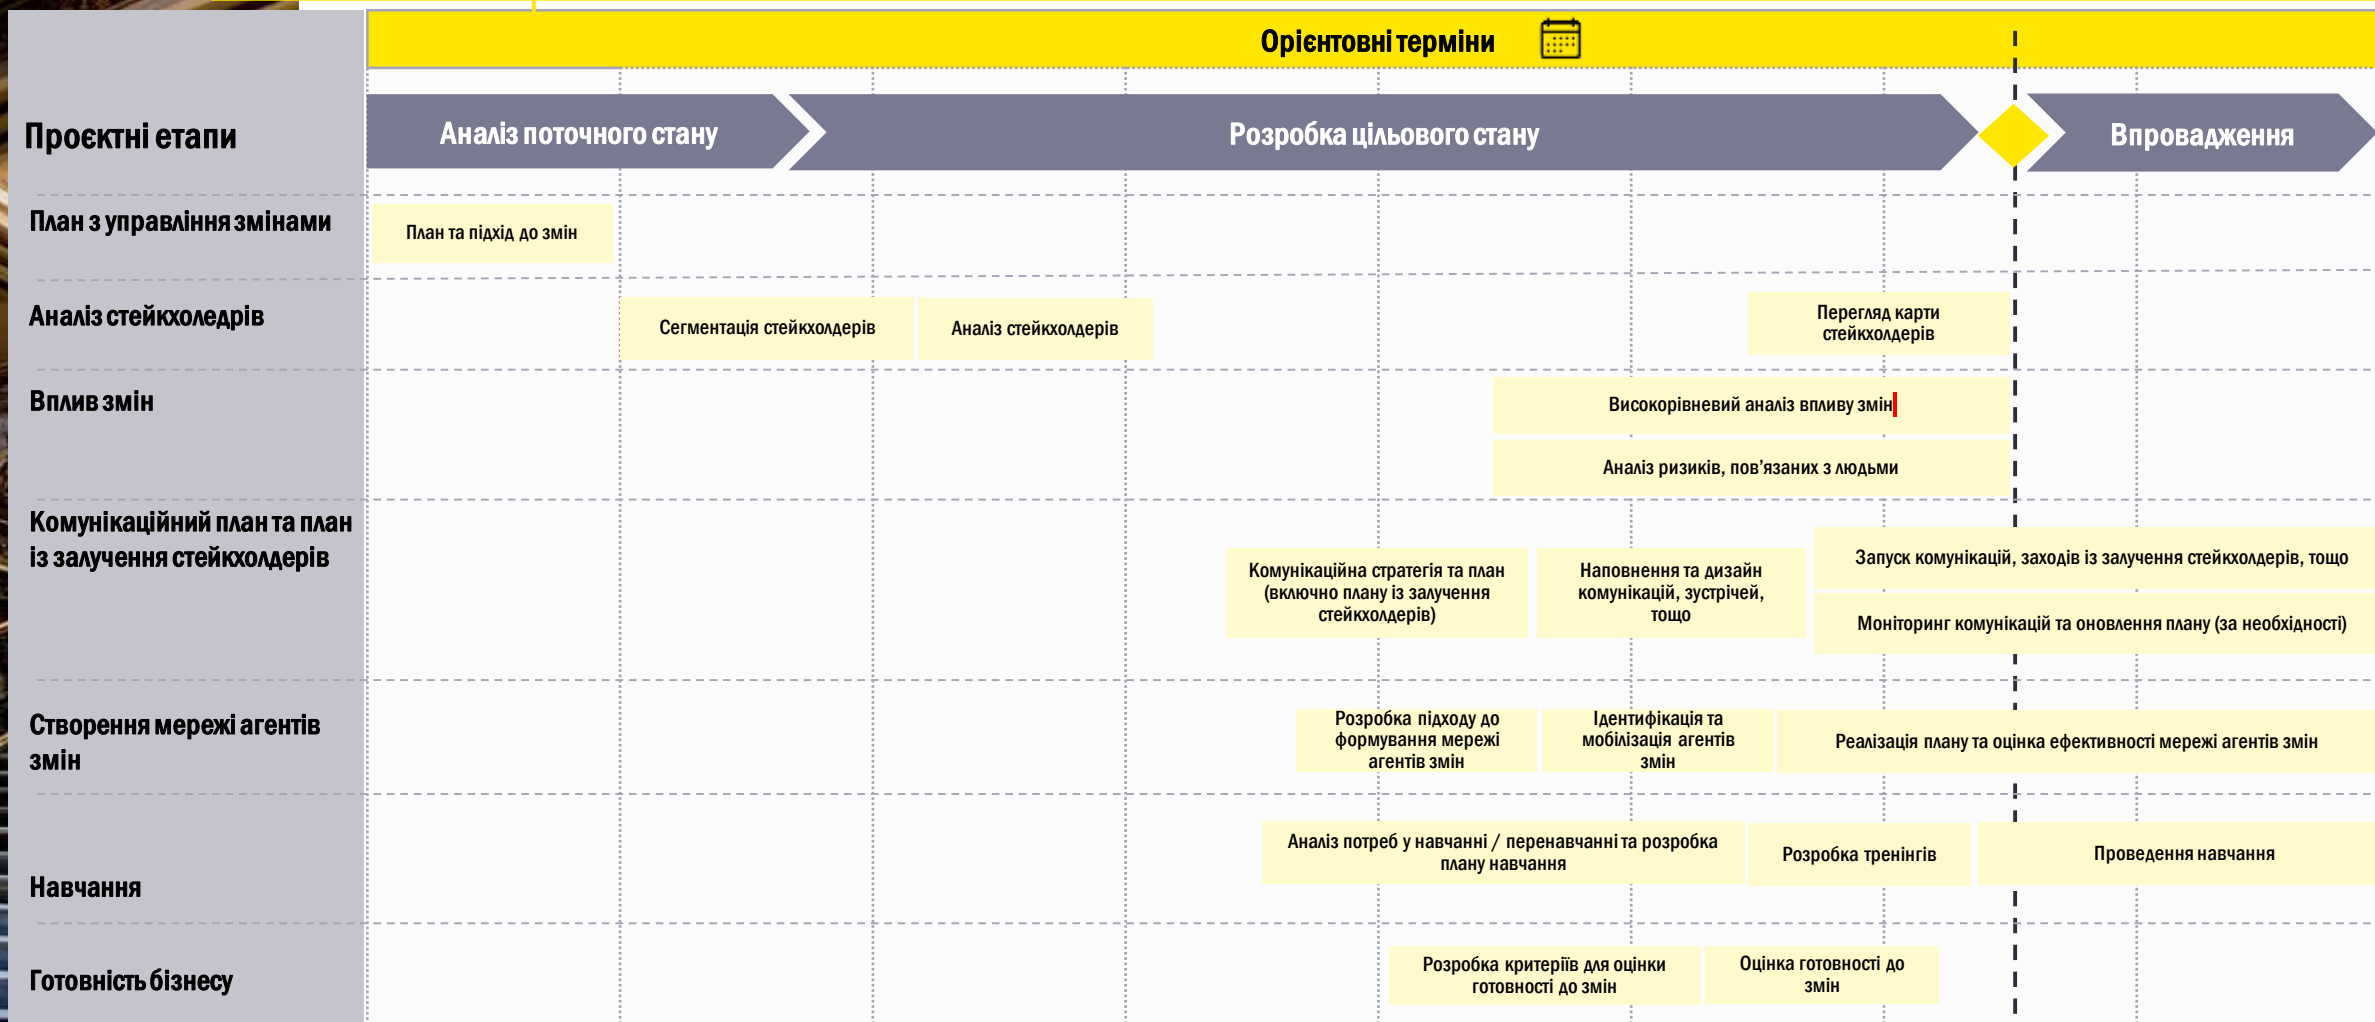 Орієнтовні терміни
Проєктні етапи
Аналіз поточного стану
Розробка цільового стану
Впровадження
План з управління змінами
План та підхід до змін
Аналіз стейкхоледрів
Сегментація стейкхолдерів
Аналіз стейкхолдерів
Перегляд карти
стейкхолдерів
Вплив змін
Високорівневий аналіз впливу змін
Аналіз ризиків, пов’язаних з людьми
Комунікаційний план та план
із залучення стейкхолдерів
Комунікаційна стратегія та план
(включно плану із залучення
стейкхолдерів)
Наповнення та дизайн
комунікацій, зустрічей,
тощо
Запуск комунікацій, заходів із залучення стейкхолдерів, тощо
Моніторинг комунікацій та оновлення плану (за необхідності)
Створення мережі агентів
змін
Розробка підходу до
формування мережі
агентів змін
Ідентифікація та
мобілізація агентів
змін
Реалізація плану та оцінка ефективності мережі агентів змін
Навчання
Аналіз потреб у навчанні / перенавчанні та розробка
плану навчання
Розробка тренінгів
Проведення навчання
Готовність бізнесу
Розробка критеріїв для оцінки
готовності до змін
Оцінка готовності до
змін